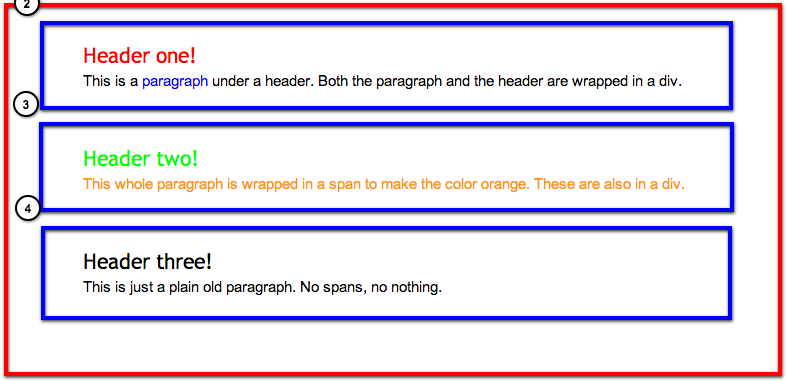 2
Header one!
This is a paragraph under a header. Both the paragraph and the header are wrapped in a div.
3
Header two!
This whole paragraph is wrapped in a span to make the color orange. These are also in a div.
4
Header three!
This is just a plain old paragraph. No spans, no nothing.